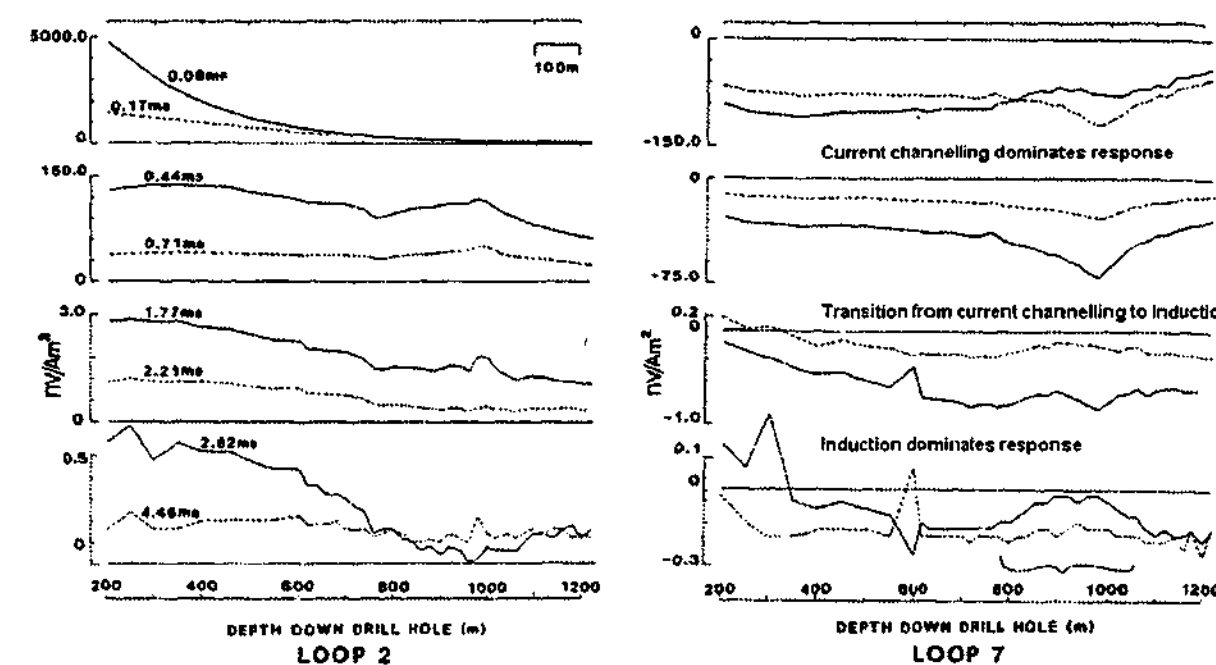 5000.0
0.08ms
0.17ms
0
100m
150.0
0.44ms
0.71ms
0
3.0
1.77ms
2.21ms
0
nV/Am²
0.5
2.82ms
4.46ms
0
200 400 600 800 1000 1200
DEPTH DOWN DRILL HOLE (m)
LOOP 2
0
-150.0
Current channelling dominates response
0
-75.0
0.2
Transition from current channelling to Inductio
0
nV/Am²
-1.0
Induction dominates response
0.1
0
-0.3
200 400 600 800 1000 1200
DEPTH DOWN DRILL HOLE (m)
LOOP 7